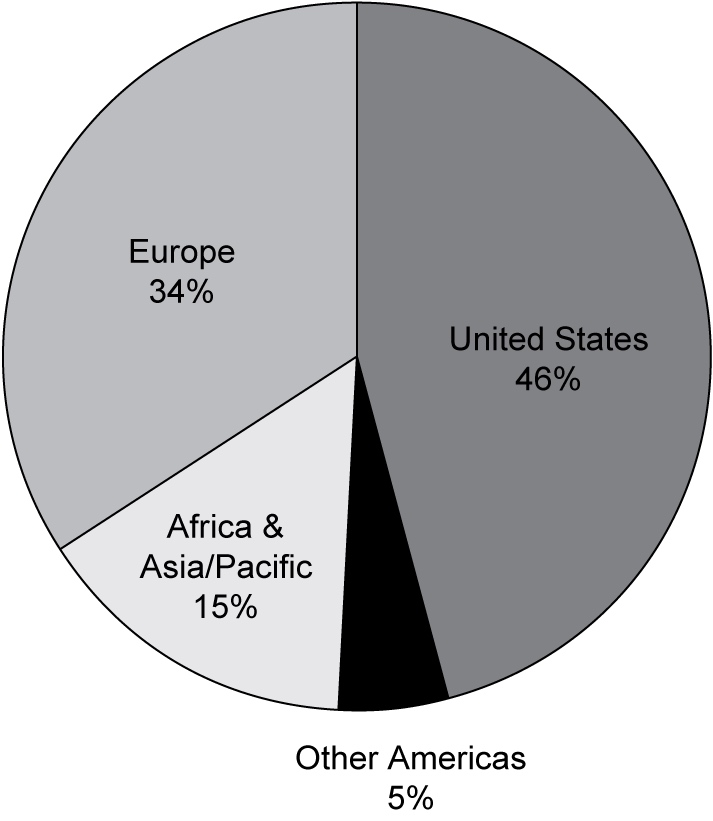 Europe
34%
United States
46%
Africa &
Asia/Pacific
15%
Other Americas
5%